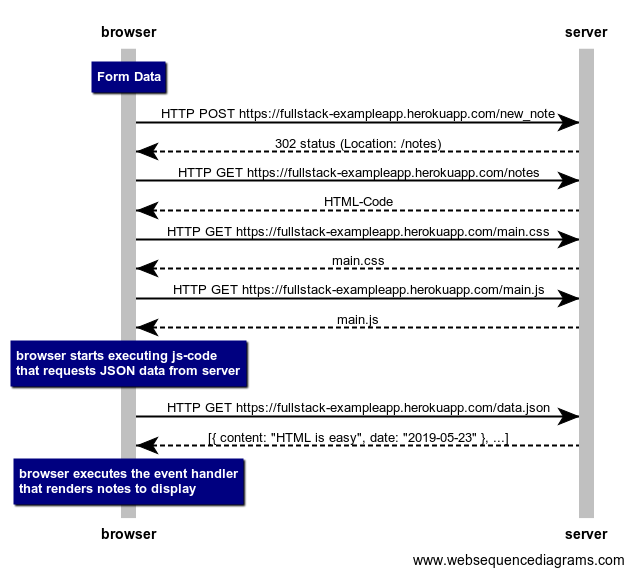 browser
server
Form Data
HTTP POST https://fullstack-exampleapp.herokuapp.com/new_note
302 status (Location: /notes)
HTTP GET https://fullstack-exampleapp.herokuapp.com/notes
HTML-Code
HTTP GET https://fullstack-exampleapp.herokuapp.com/main.css
main.css
HTTP GET https://fullstack-exampleapp.herokuapp.com/main.js
main.js
browser starts executing js-code
that requests JSON data from server
HTTP GET https://fullstack-exampleapp.herokuapp.com/data.json
[{ content: "HTML is easy", date: "2019-05-23" }, ...]
browser executes the event handler
that renders notes to display
browser
server
www.websequencediagrams.com